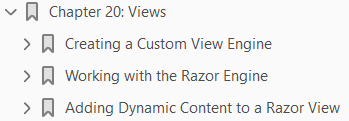 Chapter 20: Views
Creating a Custom View Engine
Working with the Razor Engine
Adding Dynamic Content to a Razor View